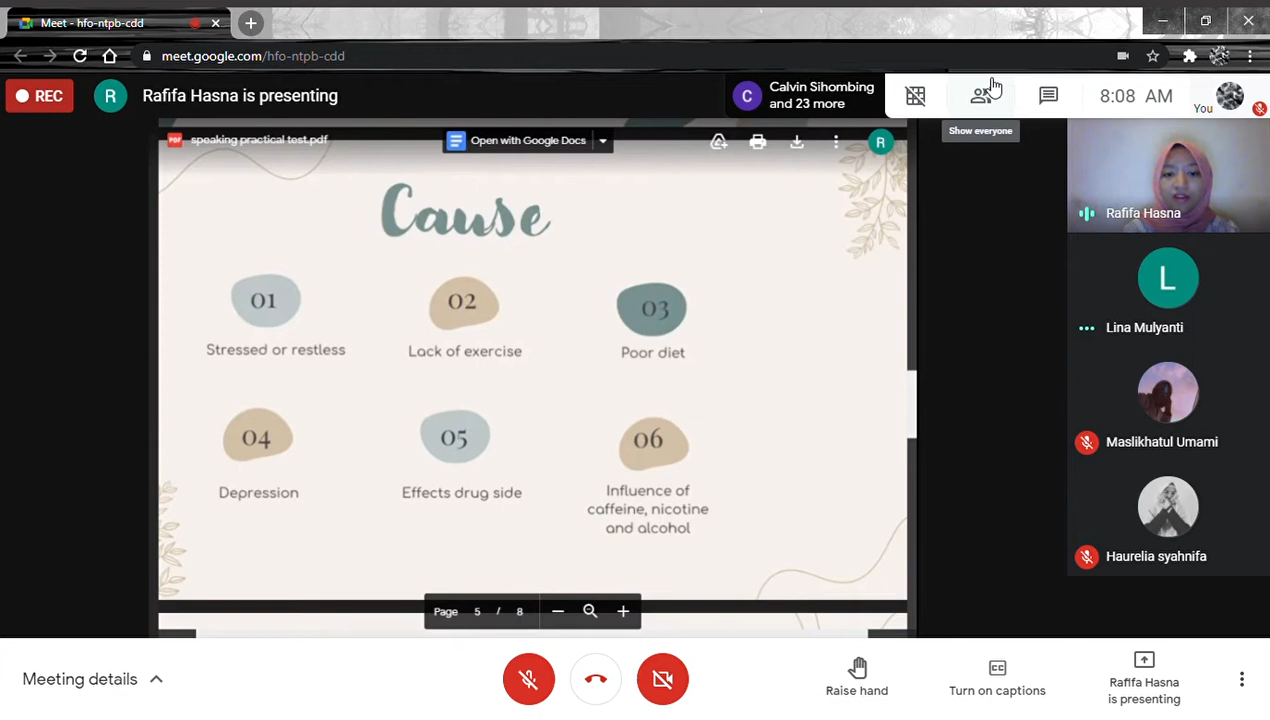 Meet - hfo-ntpb-cdd
meet.google.com/hfo-ntpb-cdd
REC
R
Rafifa Hasna is presenting
C
Calvin Sihombing
and 23 more
8:08 AM
You
Show everyone
PDF
speaking practical test.pdf
Open with Google Docs
R
Cause
01
02
03
Stressed or restless
Lack of exercise
Poor diet
04
05
06
Depression
Effects drug side
Influence of
caffeine, nicotine
and alcohol
Page 5 / 8
Rafifa Hasna
L
Lina Mulyanti
Maslikhatul Umami
Haurelia syahnifa
Meeting details
Raise hand
CC
Turn on captions
Rafifa Hasna
is presenting